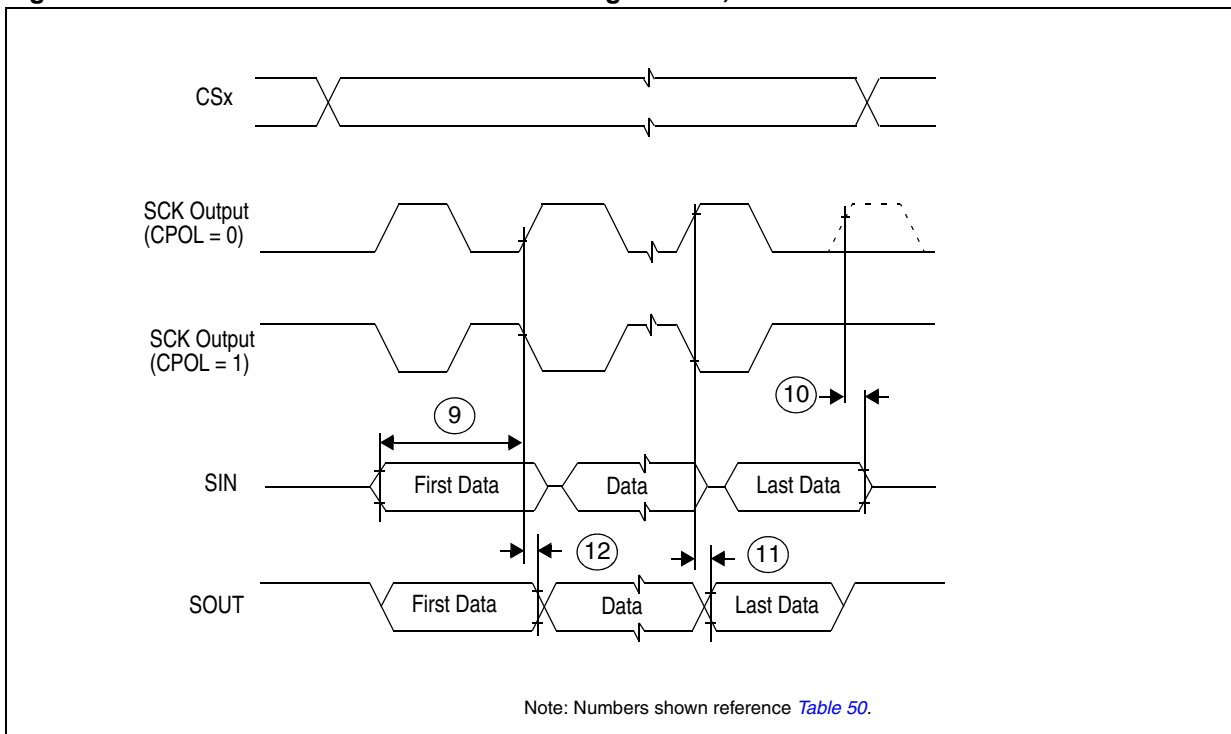 CSx
SCK Output
(CPOL = 0)
SCK Output
(CPOL = 1)
10
9
SIN
First Data
Data
Last Data
12
11
SOUT
First Data
Data
Last Data
Note: Numbers shown reference Table 50.